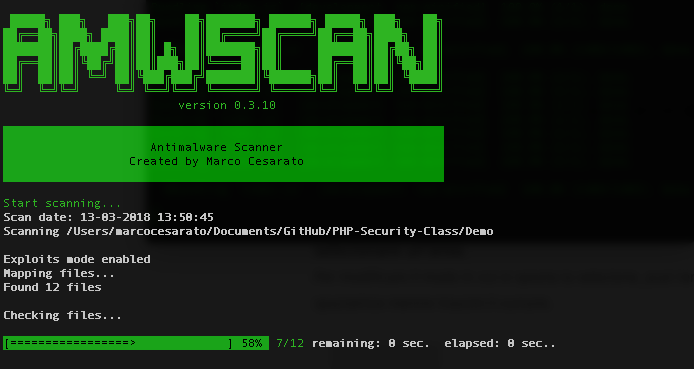 AMWSCAN
version 0.3.10
Antimalware Scanner
Created by Marco Cesarato
Start scanning...
Scan date: 13-03-2018 13:50:45
Scanning /Users/marcocesarato/Documents/GitHub/PHP-Security-Class/Demo
Exploits mode enabled
Mapping files...
Found 12 files
Checking files...
[=================>             ] 58% 7/12 remaining: 0 sec. elapsed: 0 sec..